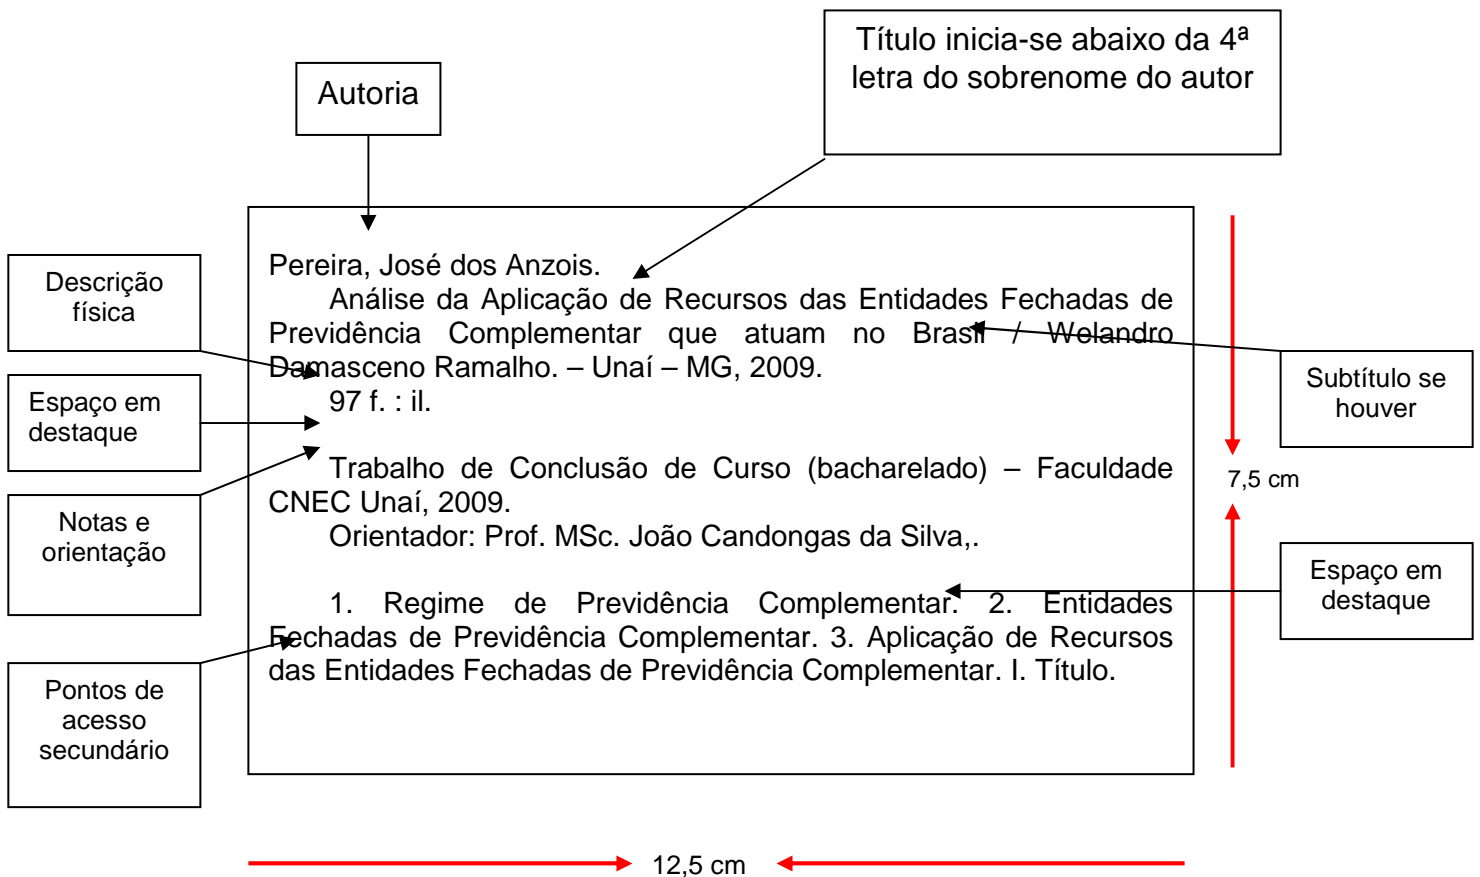 Título inicia-se abaixo da 4ª
letra do sobrenome do autor
Autoria
Pereira, José dos Anzois.
Análise da Aplicação de Recursos das Entidades Fechadas de
Previdência Complementar que atuam no Brasil / Welandro
Damasceno Ramalho. – Unaí – MG, 2009.
97 f. : il.
Trabalho de Conclusão de Curso (bacharelado) – Faculdade
CNEC Unaí, 2009.
Orientador: Prof. MSc. João Candongas da Silva,.
1. Regime de Previdência Complementar. 2. Entidades
Fechadas de Previdência Complementar. 3. Aplicação de Recursos
das Entidades Fechadas de Previdência Complementar. I. Título.
Descrição
física
Espaço em
destaque
Notas e
orientação
Pontos de
acesso
secundário
Subtítulo se
houver
7,5 cm
Espaço em
destaque
12,5 cm